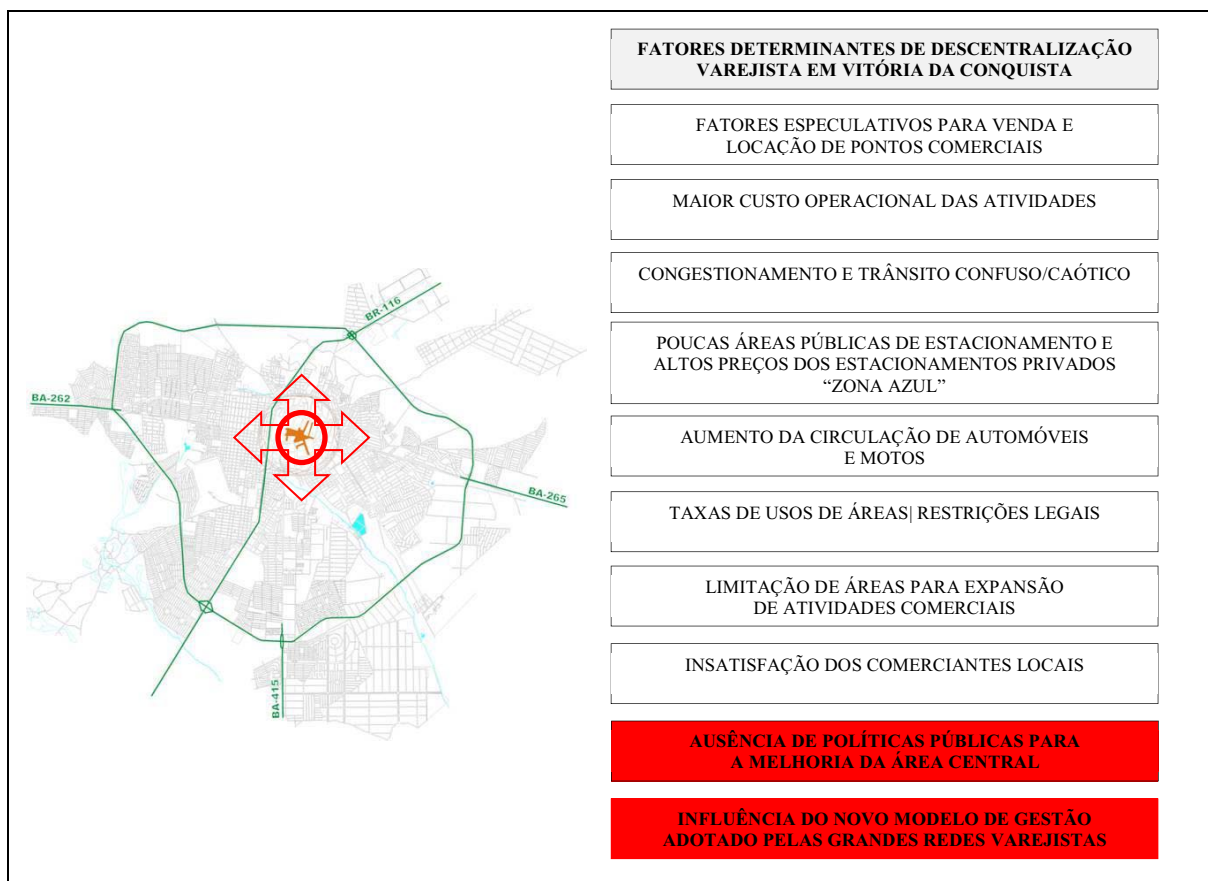 FATORES DETERMINANTES DE DESCENTRALIZAÇÃO
VAREJISTA EM VITÓRIA DA CONQUISTA
FATORES ESPECULATIVOS PARA VENDA E
LOCAÇÃO DE PONTOS COMERCIAIS
MAIOR CUSTO OPERACIONAL DAS ATIVIDADES
CONGESTIONAMENTO E TRÂNSITO CONFUSO/CAÓTICO
POUCAS ÁREAS PÚBLICAS DE ESTACIONAMENTO E
ALTOS PREÇOS DOS ESTACIONAMENTOS PRIVADOS
“ZONA AZUL”
AUMENTO DA CIRCULAÇÃO DE AUTOMÓVEIS
E MOTOS
TAXAS DE USOS DE ÁREAS| RESTRIÇÕES LEGAIS
LIMITAÇÃO DE ÁREAS PARA EXPANSÃO
DE ATIVIDADES COMERCIAIS
INSATISFAÇÃO DOS COMERCIANTES LOCAIS
AUSÊNCIA DE POLÍTICAS PÚBLICAS PARA
A MELHORIA DA ÁREA CENTRAL
INFLUÊNCIA DO NOVO MODELO DE GESTÃO
ADOTADO PELAS GRANDES REDES VAREJISTAS
BR-116
BA-262
BA-265
BA-415